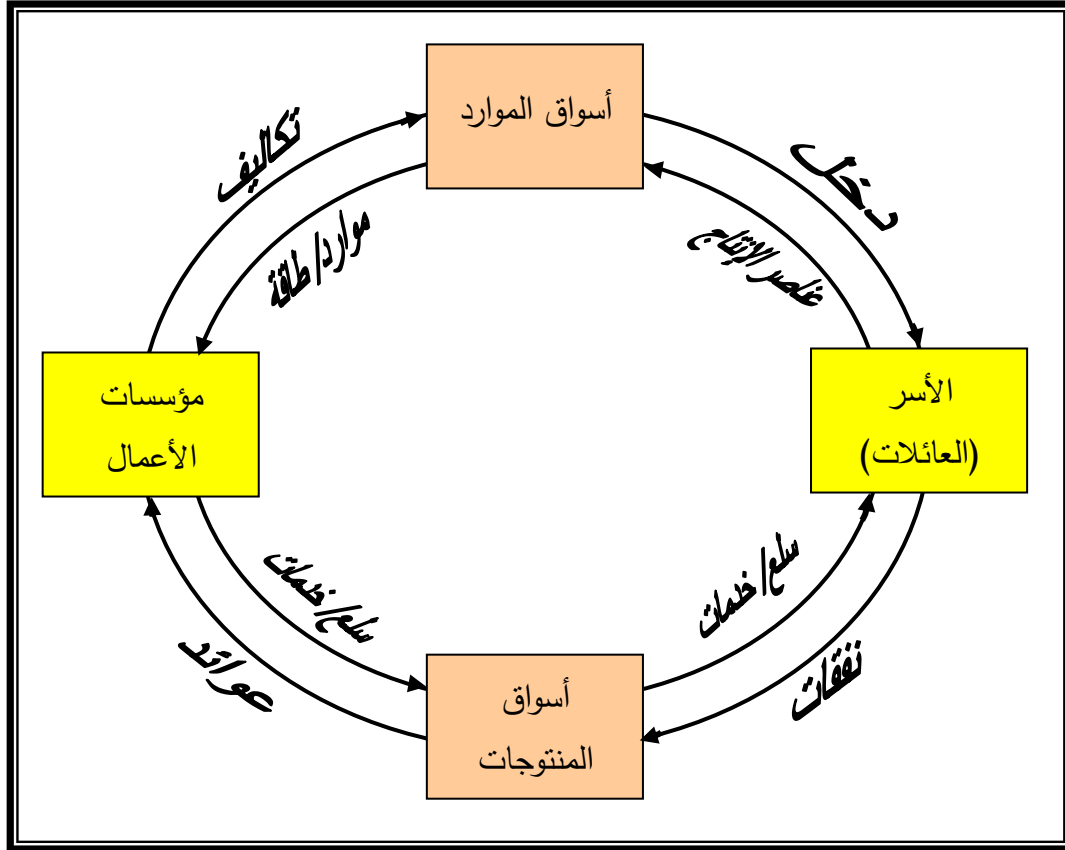 أسواق الموارد
تكاليف
دخل
موارد/ طاقة
عناصر الإنتاج
مؤسسات
الأعمال
الأسر
(العائلات)
سلع/ خدمات
سلع/ خدمات
عوائد
نفقات
أسواق
المنتوجات